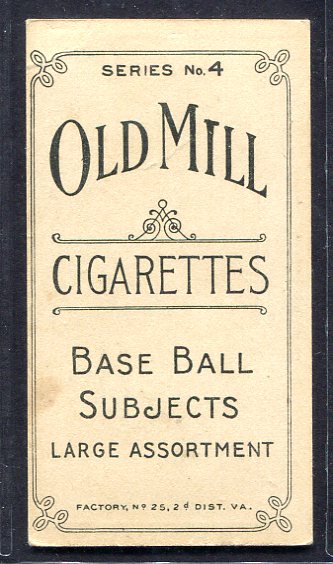 SERIES No. 4
OLD MILL
CIGARETTES
BASE BALL
SUBJECTS
LARGE ASSORTMENT
FACTORY, Nº 25, 2d DIST. VA.